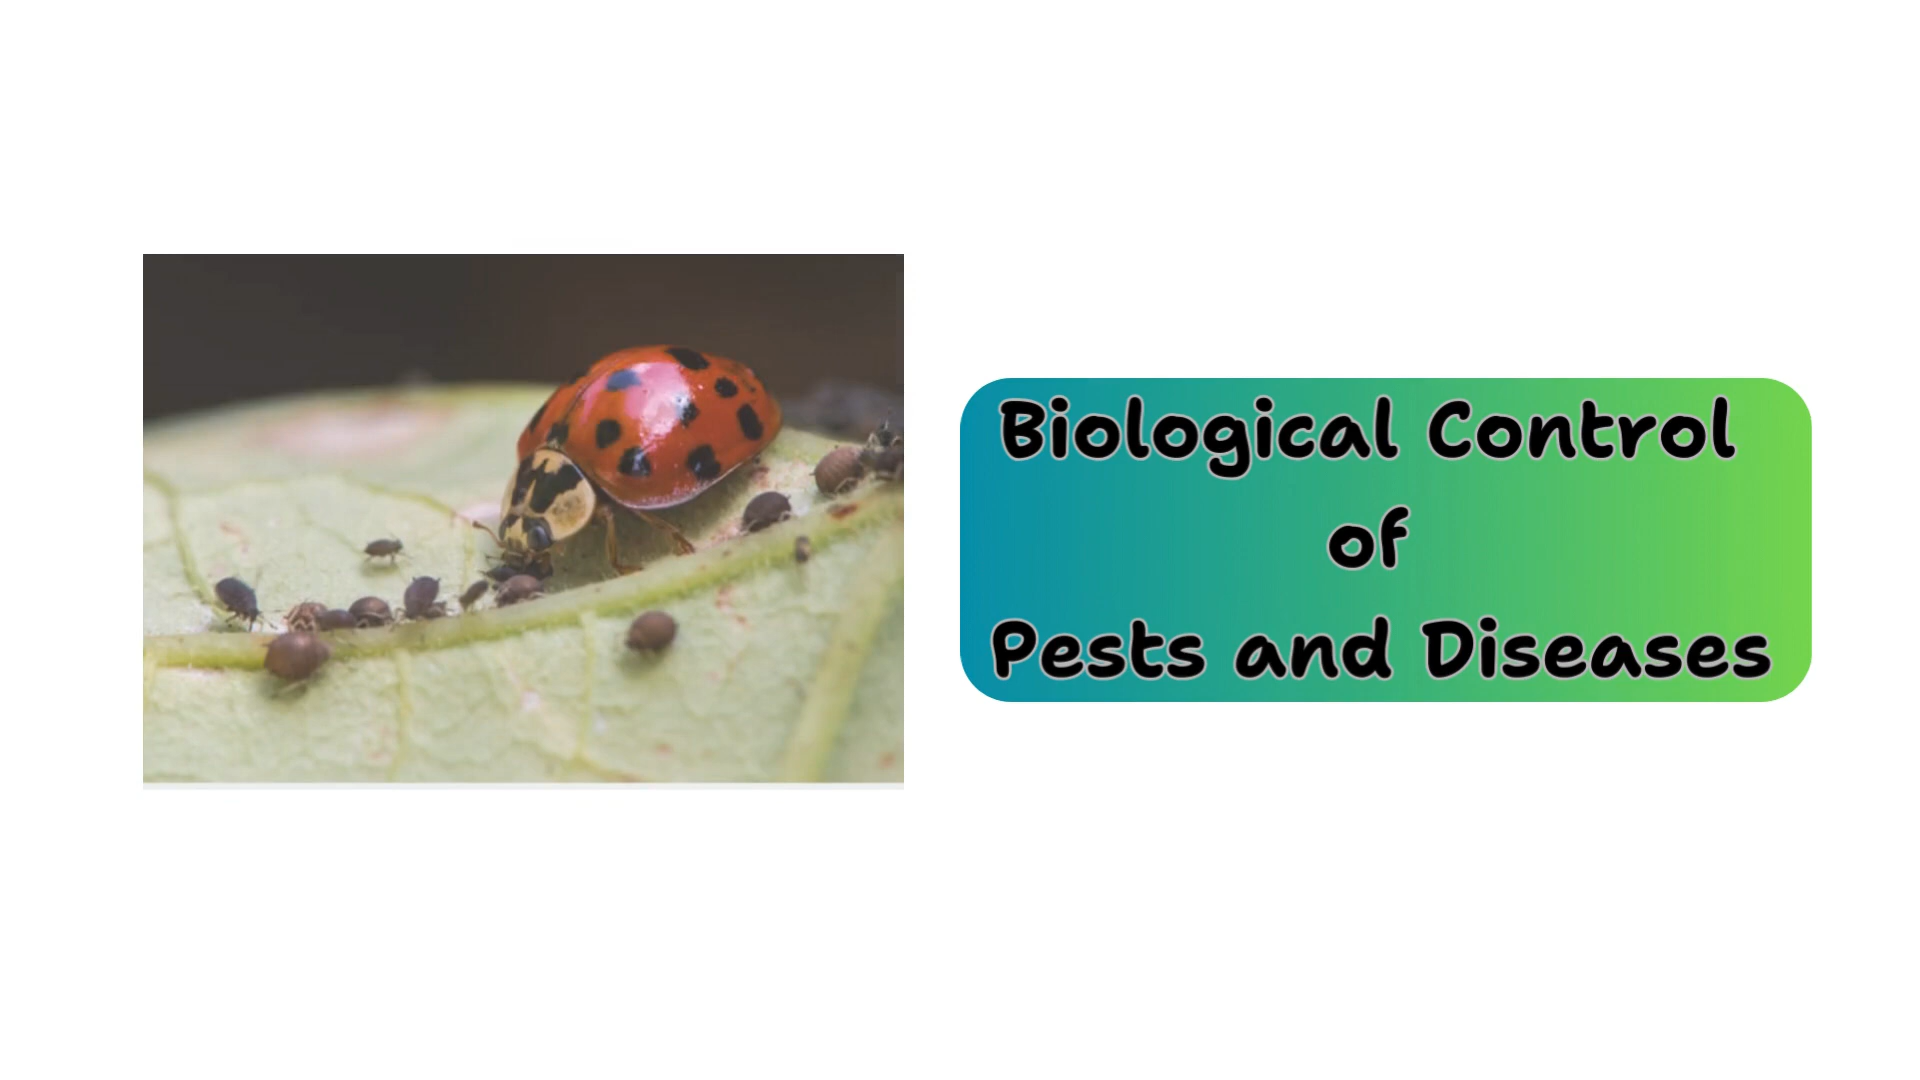 Biological Control
of
Pests and Diseases